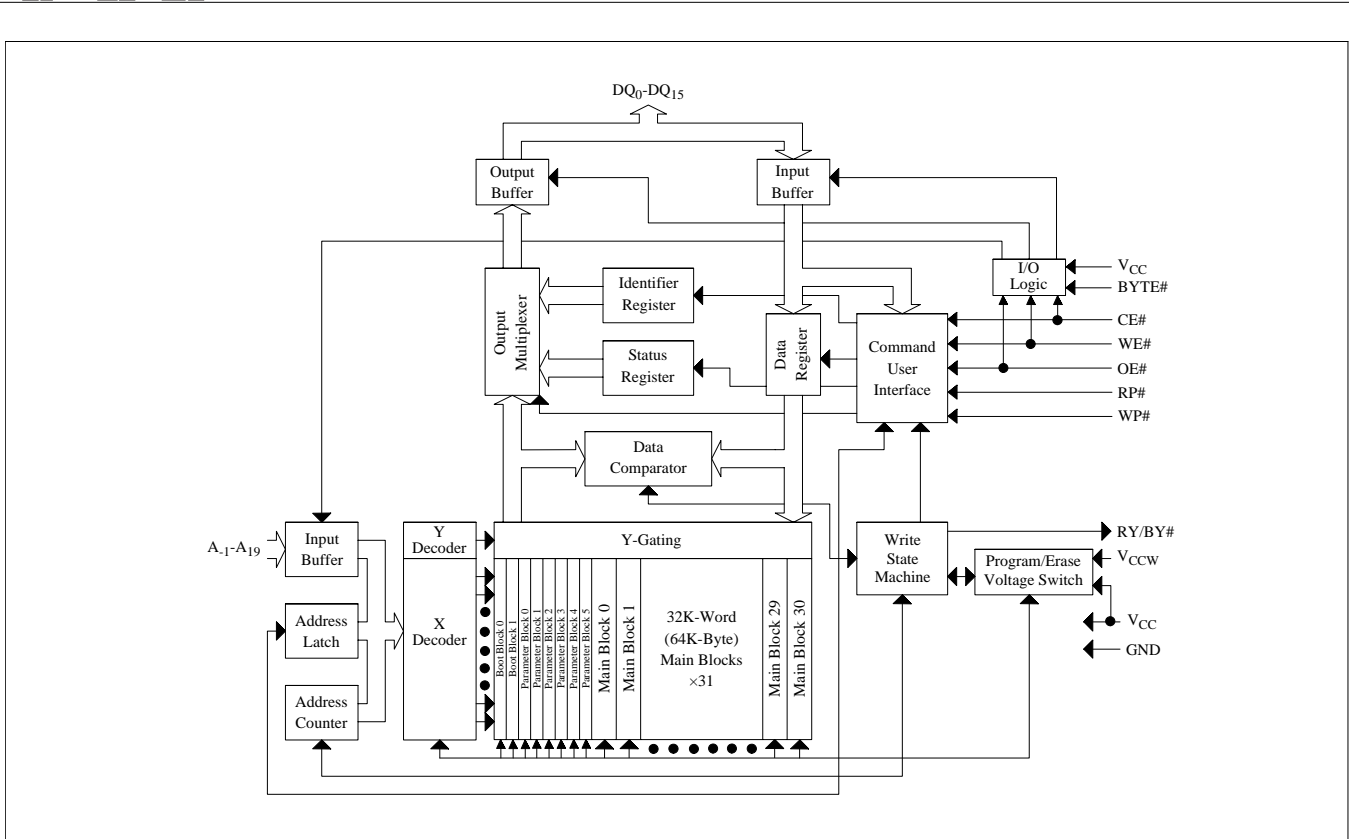 DQ0-DQ15
Output
Buffer
Input
Buffer
Output
Multiplexer
Identifier
Register
Status
Register
Data
Register
Command
User
Interface
I/O
Logic
VCC
BYTE#
CE#
WE#
OE#
RP#
WP#
Data
Comparator
A-1-A19
Input
Buffer
Y
Decoder
Y-Gating
Write
State
Machine
RY/BY#
Program/Erase
Voltage Switch
VCCW
VCC
GND
Address
Latch
Address
Counter
X
Decoder
Boot Block 0
Boot Block 1
Parameter Block 0
Parameter Block 1
Parameter Block 2
Parameter Block 3
Parameter Block 4
Parameter Block 5
Main Block 0
Main Block 1
32K-Word
(64K-Byte)
Main Blocks
×31
Main Block 29
Main Block 30